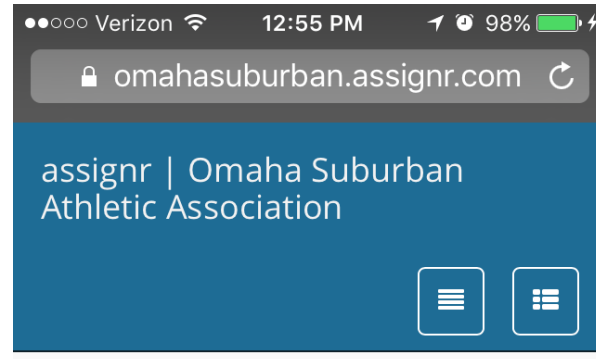 Verizon 12:55 PM 98%
omahasuburban.assignr.com
assignr | Omaha Suburban
Athletic Association